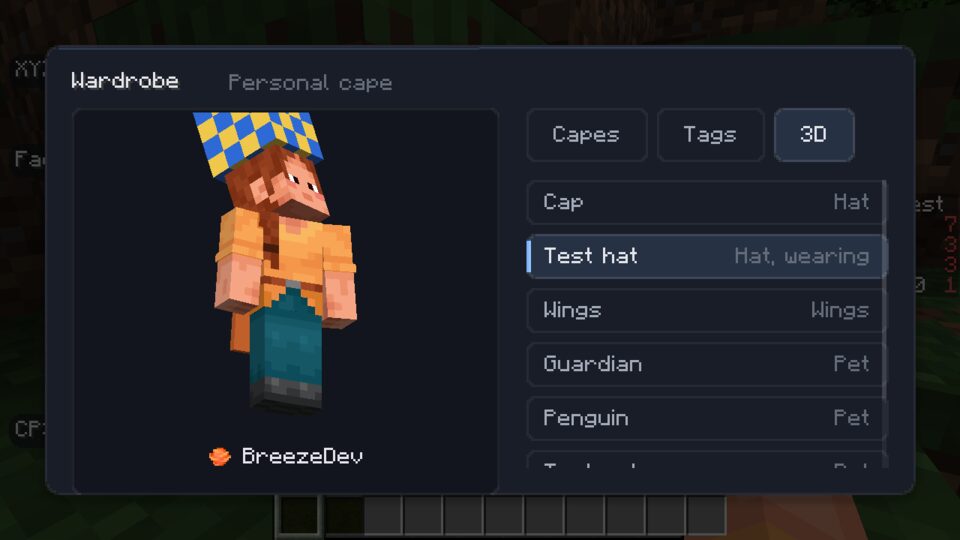 Wardrobe
Personal cape
Capes
Tags
3D
Cap
Hat
Test hat
Hat, wearing
Wings
Wings
Guardian
Pet
Penguin
Pet
BreezeDev